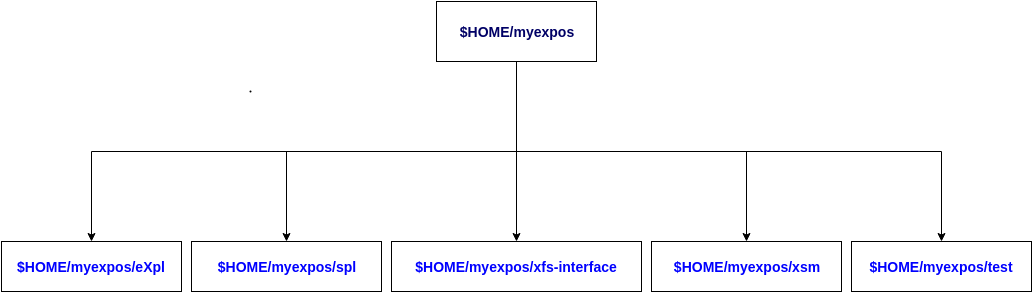 $HOME/myexpos
$HOME/myexpos/eXpl
$HOME/myexpos/spl
$HOME/myexpos/xfs-interface
$HOME/myexpos/xsm
$HOME/myexpos/test